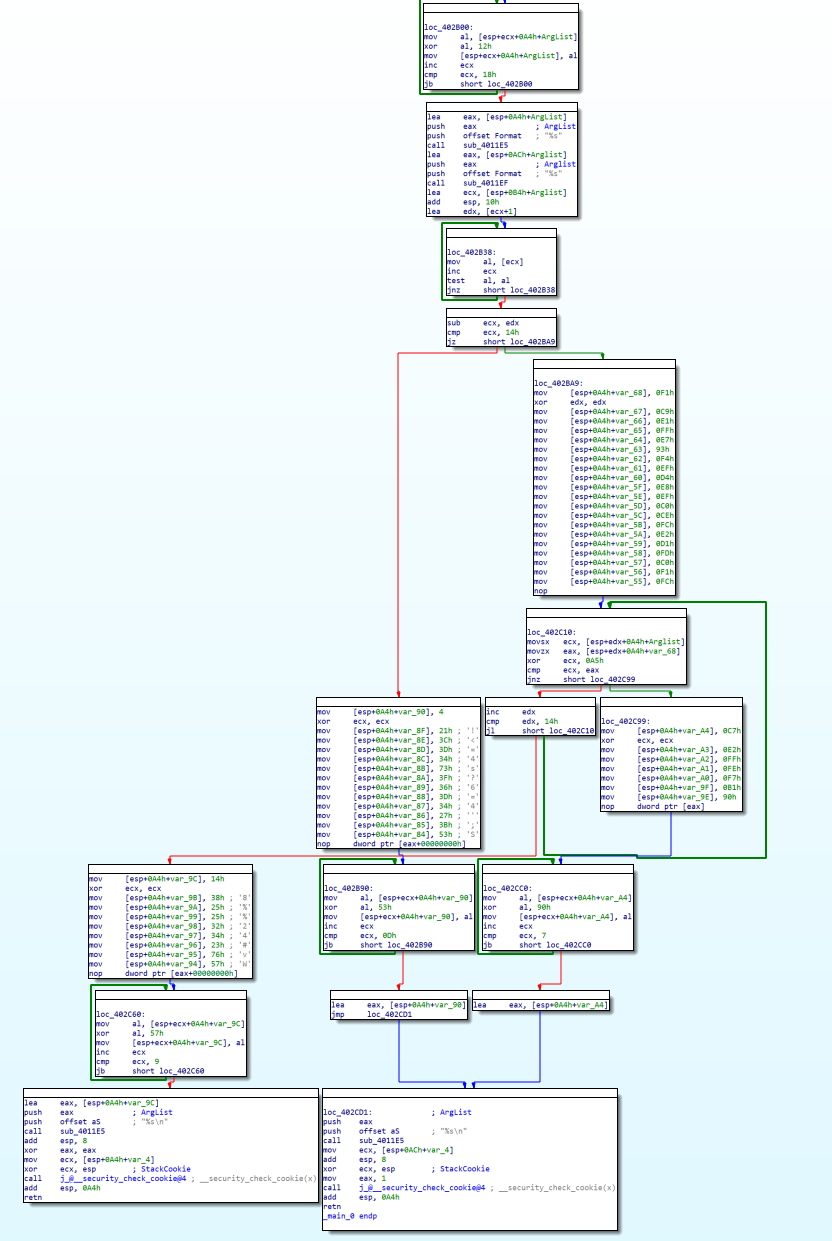 loc_402B00:
mov al, [esp+ecx+0A4h+ArgList]
xor al, 12h
mov [esp+ecx+0A4h+ArgList], al
inc ecx
cmp ecx, 18h
jb short loc_402B00
lea eax, [esp+0A4h+ArgList]
push eax ; ArgList
push offset Format ; "%s"
call sub_4011E5
lea eax, [esp+0ACh+Arglist]
push eax ; Arglist
push offset Format ; "%s"
call sub_4011EF
lea ecx, [esp+0B4h+Arglist]
add esp, 10h
lea edx, [ecx+1]
loc_402B38:
mov al, [ecx]
inc ecx
test al, al
jnz short loc_402B38
sub ecx, edx
cmp ecx, 14h
jz short loc_402BA9
loc_402BA9:
mov [esp+0A4h+var_68], 0F1h
xor edx, edx
mov [esp+0A4h+var_67], 0C9h
mov [esp+0A4h+var_66], 0E1h
mov [esp+0A4h+var_65], 0FFh
mov [esp+0A4h+var_64], 0E7h
mov [esp+0A4h+var_63], 93h
mov [esp+0A4h+var_62], 0F4h
mov [esp+0A4h+var_61], 0EFh
mov [esp+0A4h+var_60], 0D4h
mov [esp+0A4h+var_5F], 0E8h
mov [esp+0A4h+var_5E], 0EFh
mov [esp+0A4h+var_5D], 0C0h
mov [esp+0A4h+var_5C], 0CEh
mov [esp+0A4h+var_5B], 0FCh
mov [esp+0A4h+var_5A], 0E2h
mov [esp+0A4h+var_59], 0D1h
mov [esp+0A4h+var_58], 0FDh
mov [esp+0A4h+var_57], 0C0h
mov [esp+0A4h+var_56], 0F1h
mov [esp+0A4h+var_55], 0FCh
nop
loc_402C10:
movsx ecx, [esp+edx+0A4h+Arglist]
movzx eax, [esp+edx+0A4h+var_68]
xor ecx, 0A5h
cmp ecx, eax
jnz short loc_402C99
mov [esp+0A4h+var_90], 4
xor ecx, ecx
mov [esp+0A4h+var_8F], 21h ; '!'
mov [esp+0A4h+var_8E], 3Ch ; '<'
mov [esp+0A4h+var_8D], 3Dh ; '='
mov [esp+0A4h+var_8C], 34h ; '4'
mov [esp+0A4h+var_8B], 73h ; 's'
mov [esp+0A4h+var_8A], 3Fh ; '?'
mov [esp+0A4h+var_89], 36h ; '6'
mov [esp+0A4h+var_88], 3Dh ; '='
mov [esp+0A4h+var_87], 34h ; '4'
mov [esp+0A4h+var_86], 27h ; '''
mov [esp+0A4h+var_85], 3Bh ; ';'
mov [esp+0A4h+var_84], 53h ; 'S'
nop dword ptr [eax+00000000h]
inc edx
cmp edx, 14h
jl short loc_402C10
loc_402C99:
mov [esp+0A4h+var_A4], 0C7h
xor ecx, ecx
mov [esp+0A4h+var_A3], 0E2h
mov [esp+0A4h+var_A2], 0FFh
mov [esp+0A4h+var_A1], 0FEh
mov [esp+0A4h+var_A0], 0F7h
mov [esp+0A4h+var_9F], 0B1h
mov [esp+0A4h+var_9E], 90h
nop dword ptr [eax]
mov [esp+0A4h+var_9C], 14h
xor ecx, ecx
mov [esp+0A4h+var_9B], 38h ; '8'
mov [esp+0A4h+var_9A], 25h ; '%'
mov [esp+0A4h+var_99], 25h ; '%'
mov [esp+0A4h+var_98], 32h ; '2'
mov [esp+0A4h+var_97], 34h ; '4'
mov [esp+0A4h+var_96], 23h ; '#'
mov [esp+0A4h+var_95], 76h ; 'v'
mov [esp+0A4h+var_94], 57h ; 'W'
nop dword ptr [eax+00000000h]
loc_402B90:
mov al, [esp+ecx+0A4h+var_90]
xor al, 53h
mov [esp+ecx+0A4h+var_90], al
inc ecx
cmp ecx, 0Dh
jb short loc_402B90
loc_402CC0:
mov al, [esp+ecx+0A4h+var_A4]
xor al, 90h
mov [esp+ecx+0A4h+var_A4], al
inc ecx
cmp ecx, 7
jb short loc_402CC0
loc_402C60:
mov al, [esp+ecx+0A4h+var_9C]
xor al, 57h
mov [esp+ecx+0A4h+var_9C], al
inc ecx
cmp ecx, 9
jb short loc_402C60
lea eax, [esp+0A4h+var_90]
jmp loc_402CD1
lea eax, [esp+0A4h+var_A4]
lea eax, [esp+0A4h+var_9C]
push eax ; ArgList
push offset aS ; "%s\n"
call sub_4011E5
add esp, 8
xor eax, eax
mov ecx, [esp+0A4h+var_4]
xor ecx, esp ; StackCookie
call j_@__security_check_cookie@4 ; __security_check_cookie(x)
add esp, 0A4h
retn
loc_402CD1: ; ArgList
push eax
push offset aS ; "%s\n"
call sub_4011E5
mov ecx, [esp+0ACh+var_4]
add esp, 8
xor ecx, esp ; StackCookie
mov eax, 1
call j_@__security_check_cookie@4 ; __security_check_cookie(x)
add esp, 0A4h
retn
_main_0 endp